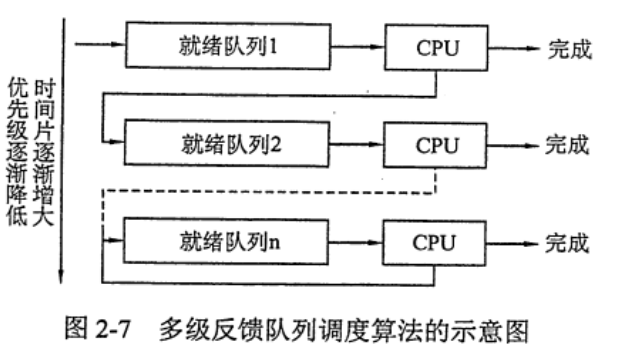 就绪队列1
CPU
完成
时间片逐渐增大
优先级逐渐降低
就绪队列2
CPU
完成
就绪队列n
CPU
完成
图 2-7 多级反馈队列调度算法的示意图